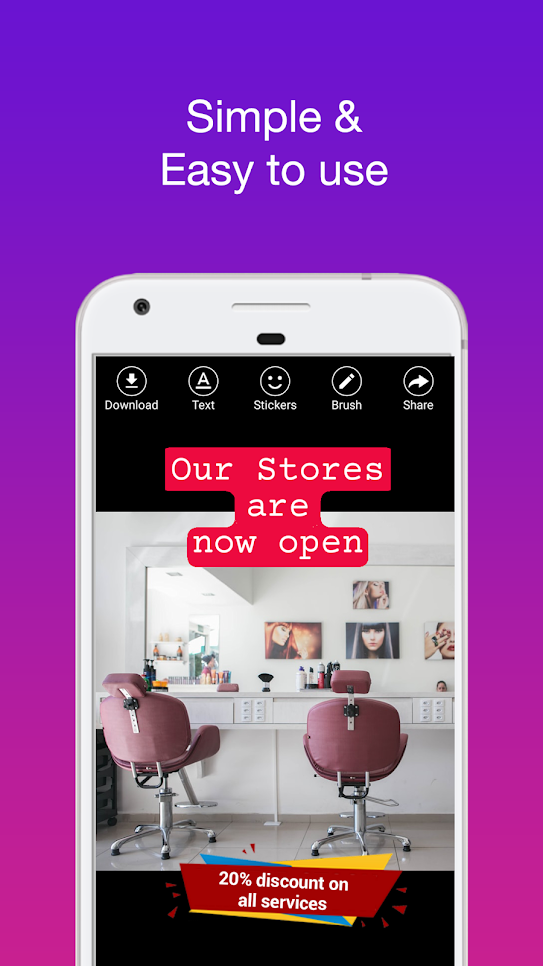 Simple &
Easy to use
Download Text Stickers Brush Share
Our Stores
are
now open
20% discount on
all services